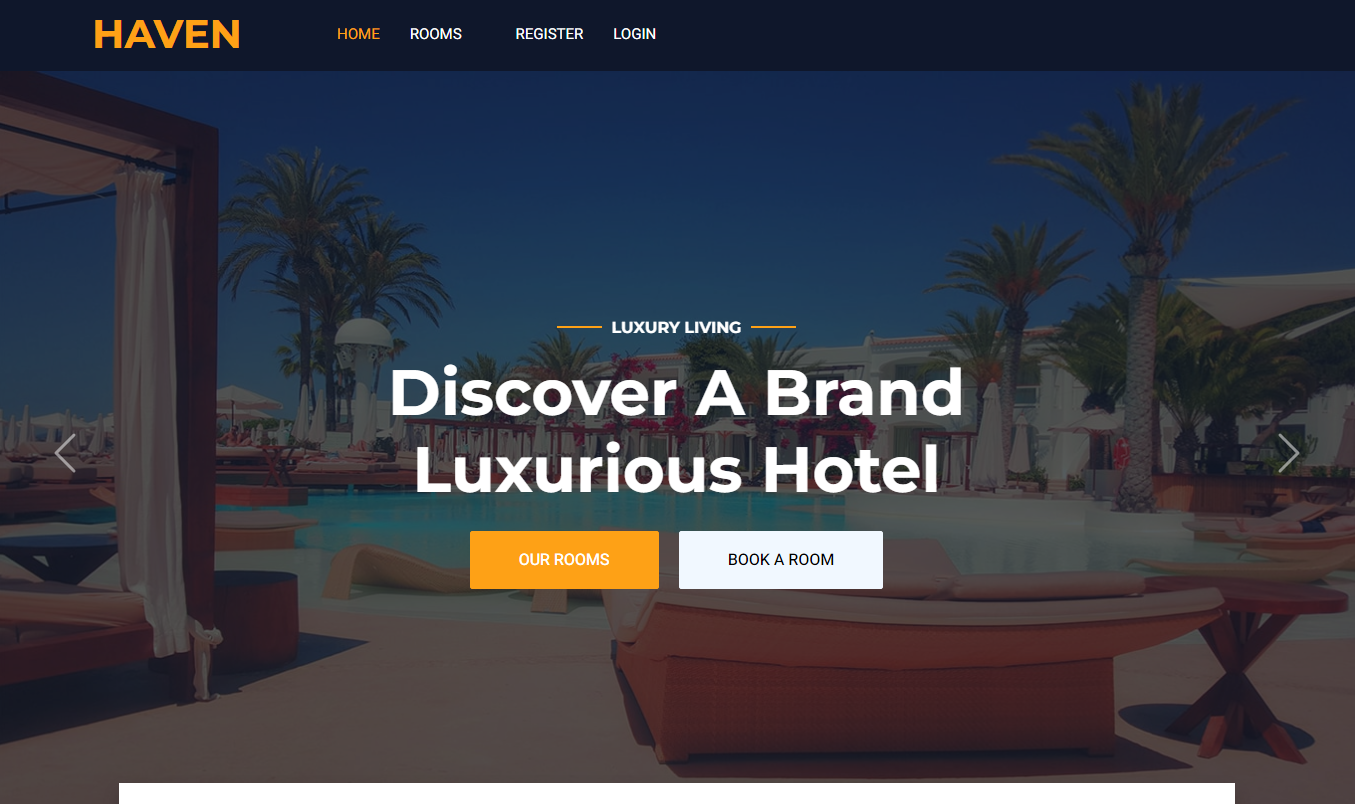 HAVEN
HOME ROOMS REGISTER LOGIN
LUXURY LIVING
Discover A Brand
Luxurious Hotel
OUR ROOMS BOOK A ROOM